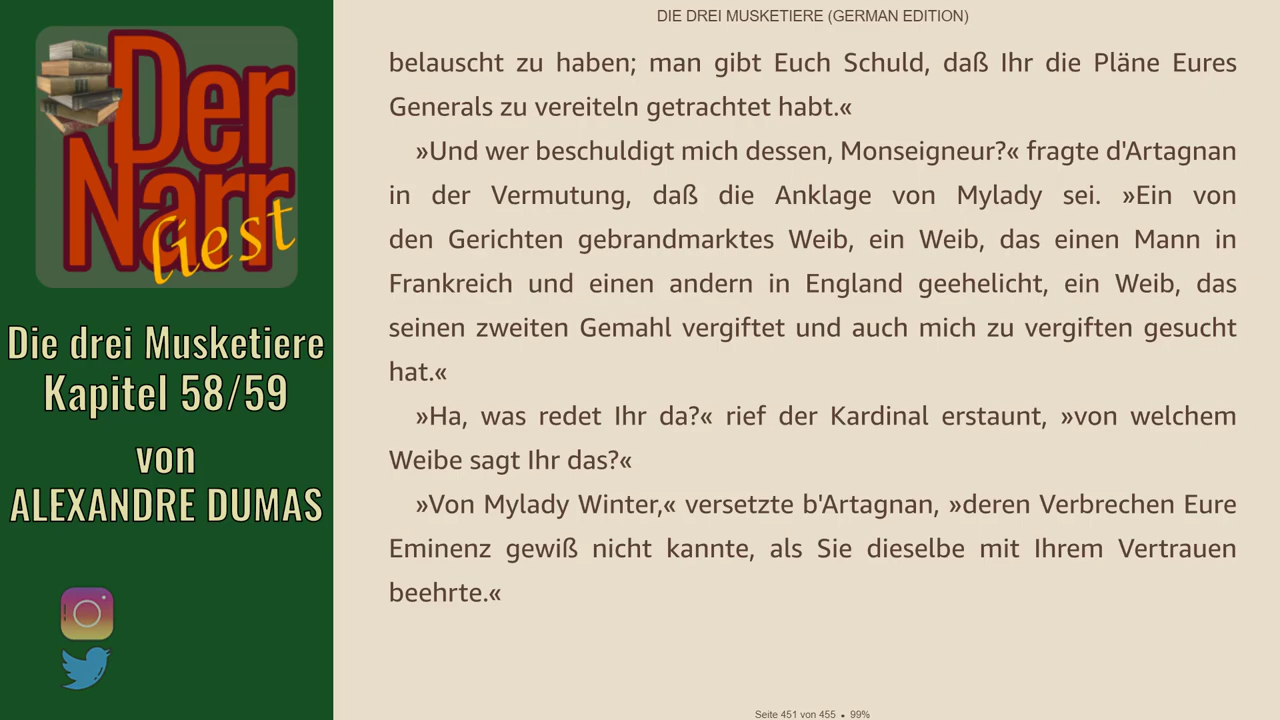 Der
Narr
liest
Die drei Musketiere
Kapitel 58/59
von
ALEXANDRE DUMAS
DIE DREI MUSKETIERE (GERMAN EDITION)
belauscht zu haben; man gibt Euch Schuld, daß Ihr die Pläne Eures
Generals zu vereiteln getrachtet habt.«
»Und wer beschuldigt mich dessen, Monseigneur?« fragte d'Artagnan
in der Vermutung, daß die Anklage von Mylady sei. »Ein von
den Gerichten gebrandmarktes Weib, ein Weib, das einen Mann in
Frankreich und einen andern in England geehelicht, ein Weib, das
seinen zweiten Gemahl vergiftet und auch mich zu vergiften gesucht
hat.«
»Ha, was redet Ihr da?« rief der Kardinal erstaunt, »von welchem
Weibe sagt Ihr das?«
»Von Mylady Winter,« versetzte b'Artagnan, »deren Verbrechen Eure
Eminenz gewiß nicht kannte, als Sie dieselbe mit Ihrem Vertrauen
beehrte.«
Seite 451 von 455 • 99%